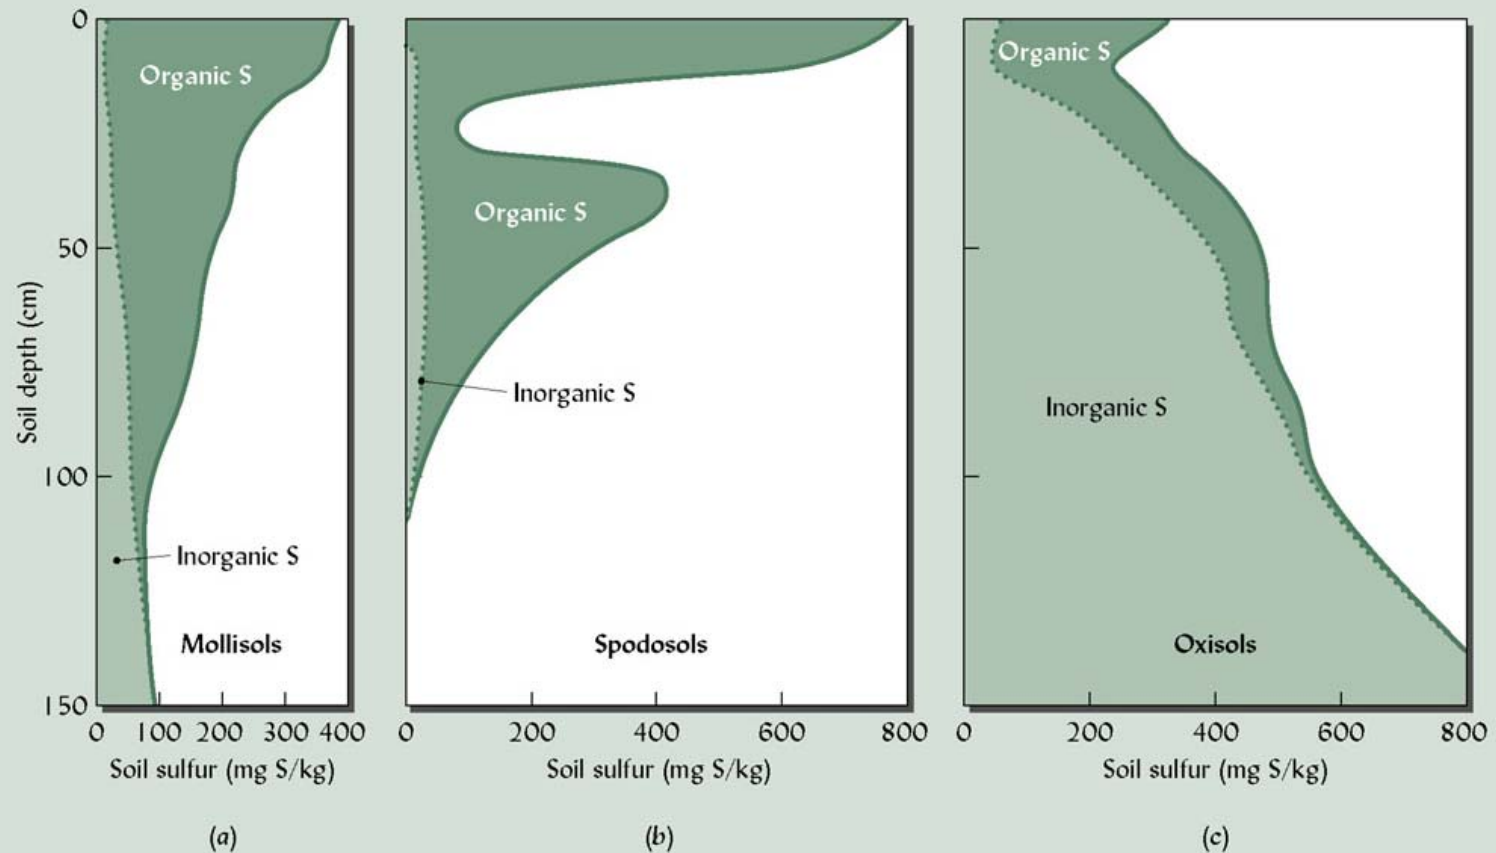 0
50
100
150
Soil depth (cm)
Organic S
Inorganic S
Mollisols
0 100 200 300 400
Soil sulfur (mg S/kg)
(a)
Organic S
Inorganic S
Spodosols
0 200 400 600 800
Soil sulfur (mg S/kg)
(b)
Organic S
Inorganic S
Oxisols
0 200 400 600 800
Soil sulfur (mg S/kg)
(c)